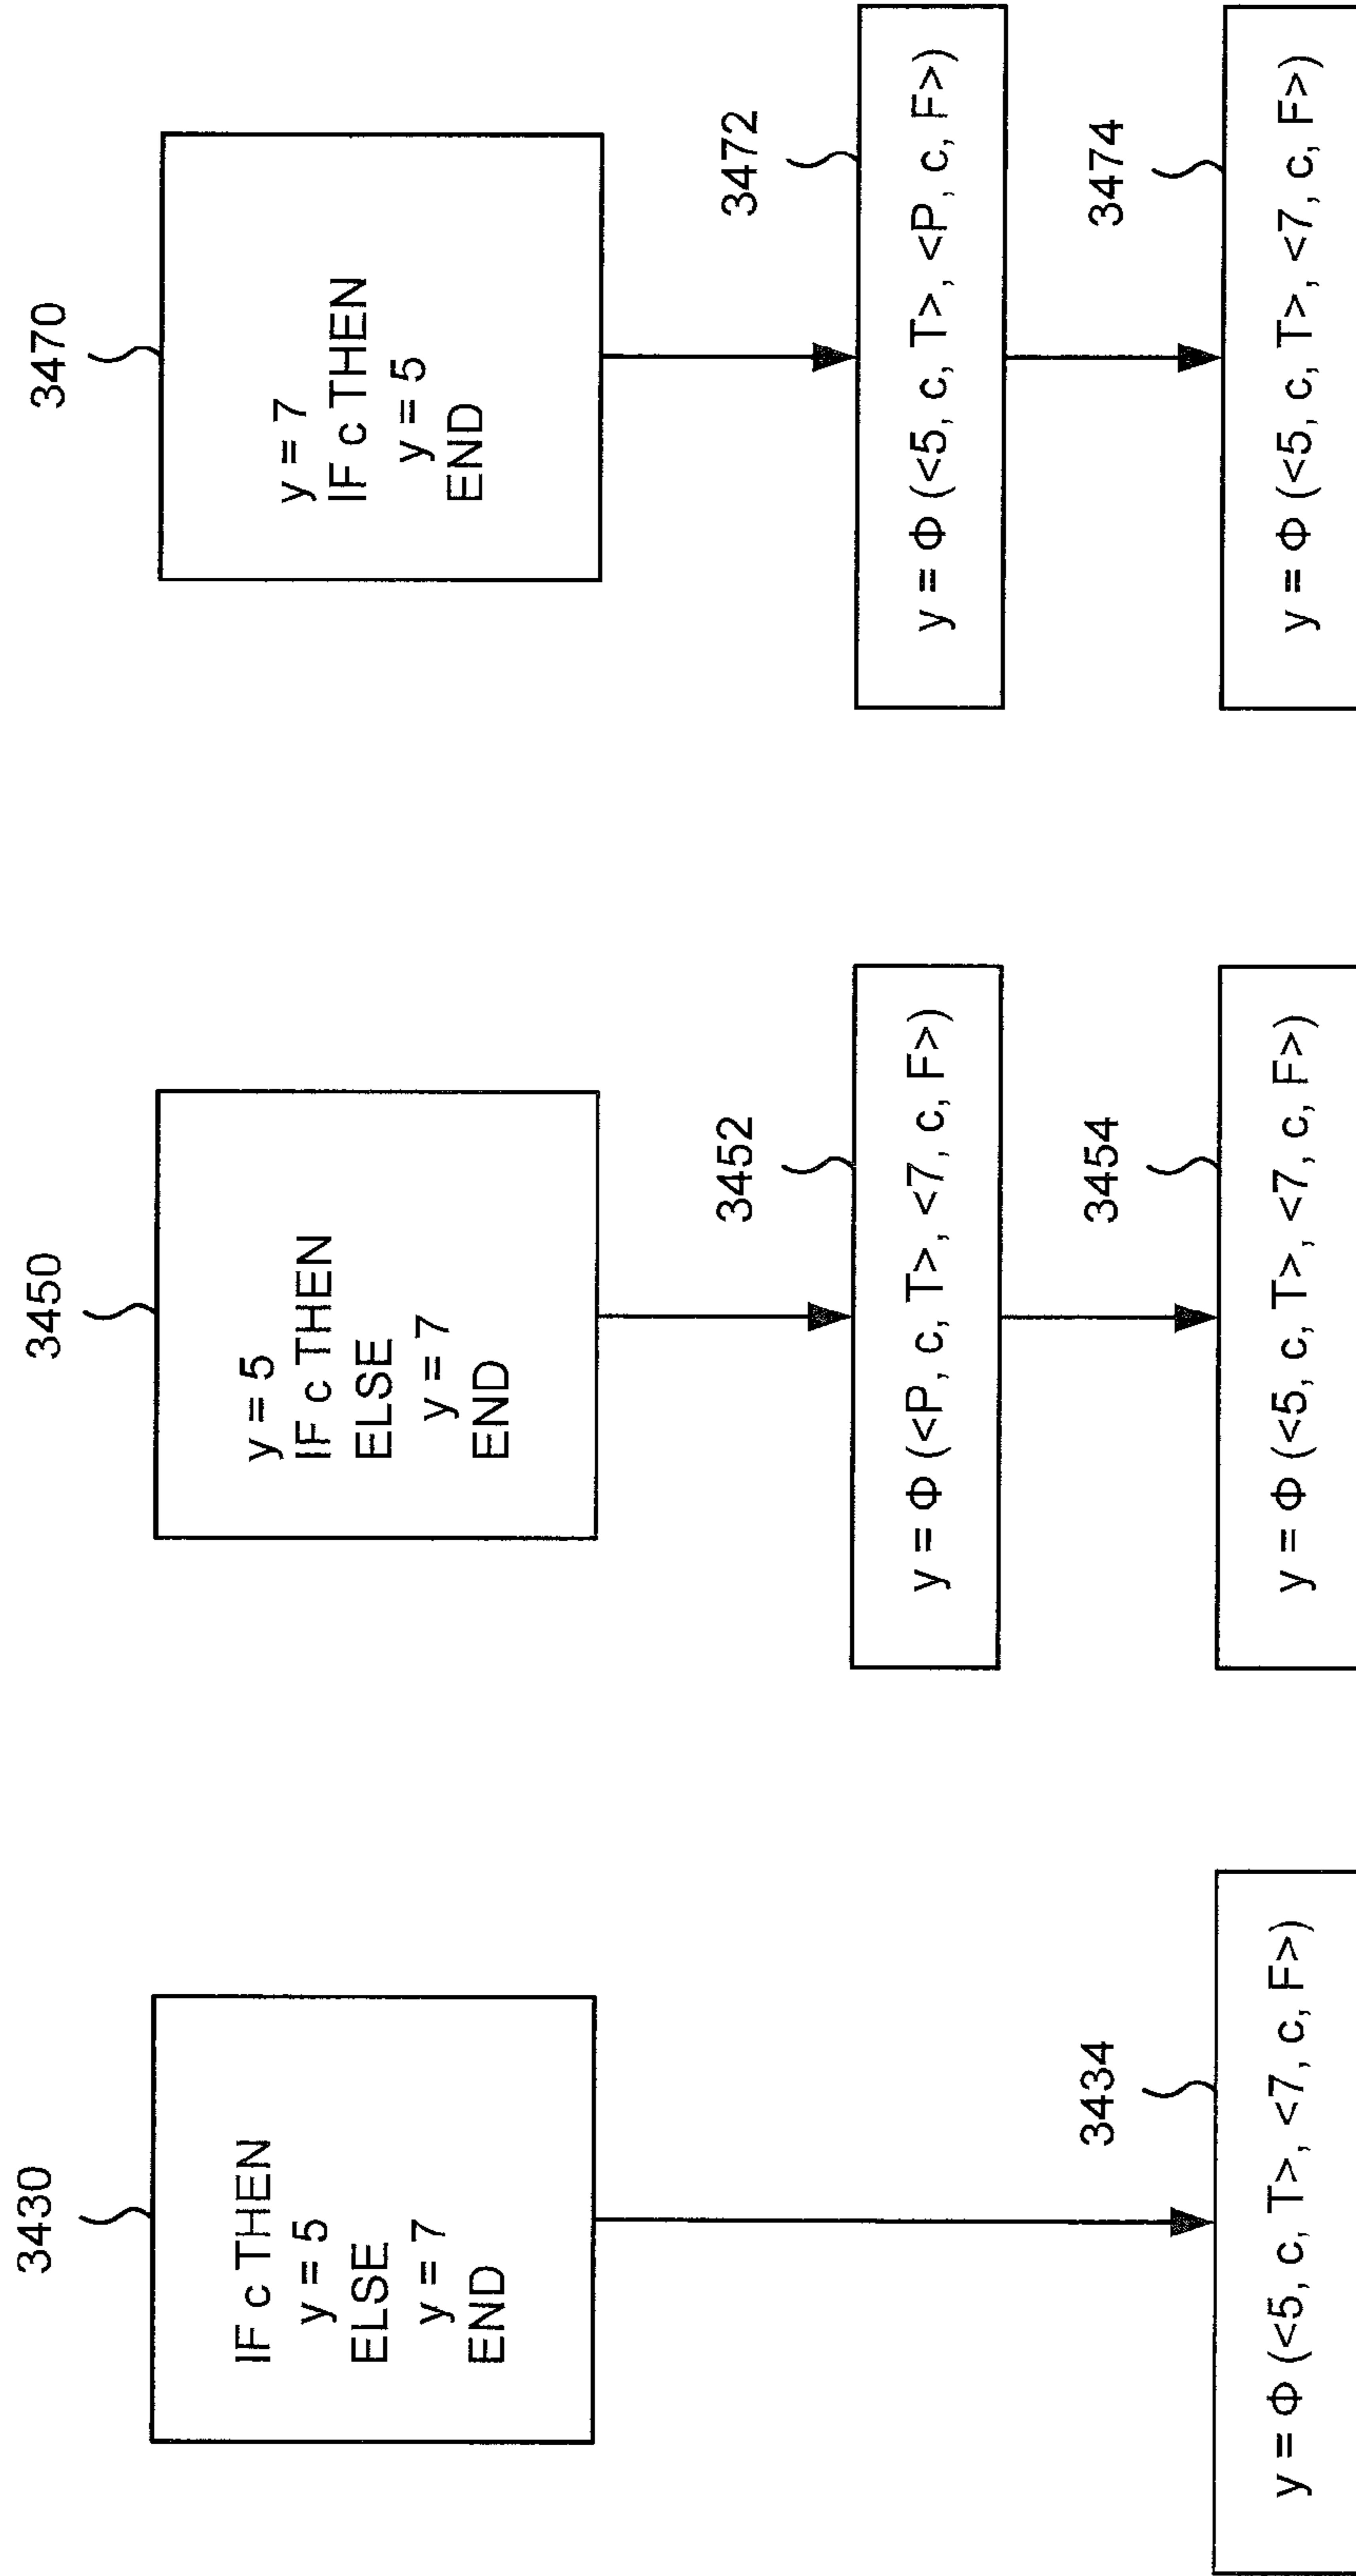 3430
IF c THEN
y = 5
ELSE
y = 7
END
3434
y = Φ (<5, c, T>, <7, c, F>)
3450
y = 5
IF c THEN
ELSE
y = 7
END
3452
y = Φ (<P, c, T>, <7, c, F>)
3454
y = Φ (<5, c, T>, <7, c, F>)
3470
y = 7
IF c THEN
y = 5
END
3472
y = Φ (<5, c, T>, <P, c, F>)
3474
y = Φ (<5, c, T>, <7, c, F>)